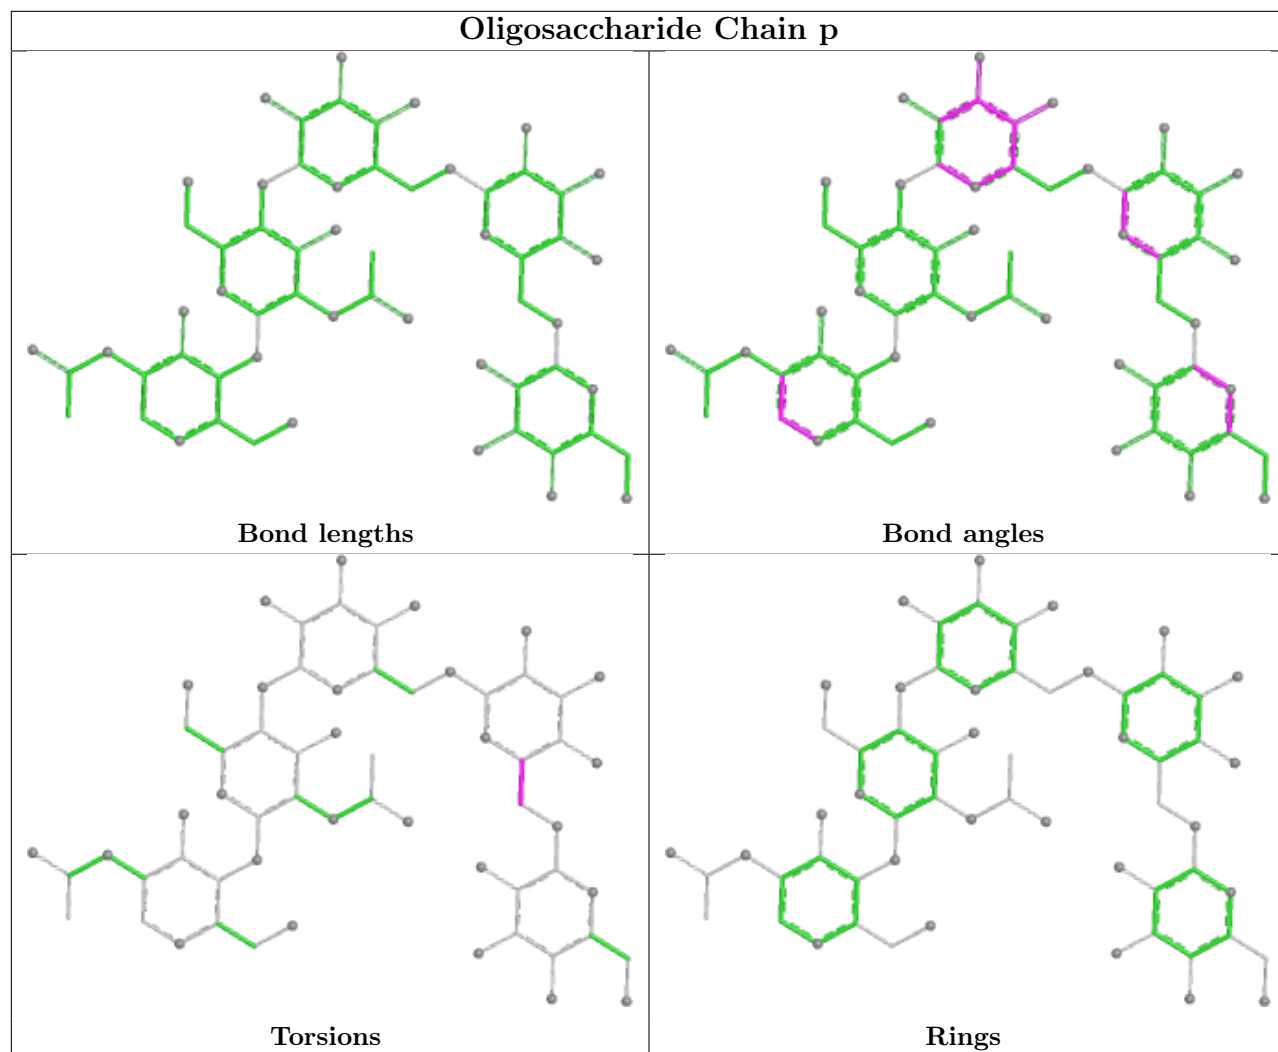 Oligosaccharide Chain p
Bond lengths
Bond angles
Torsions
Rings